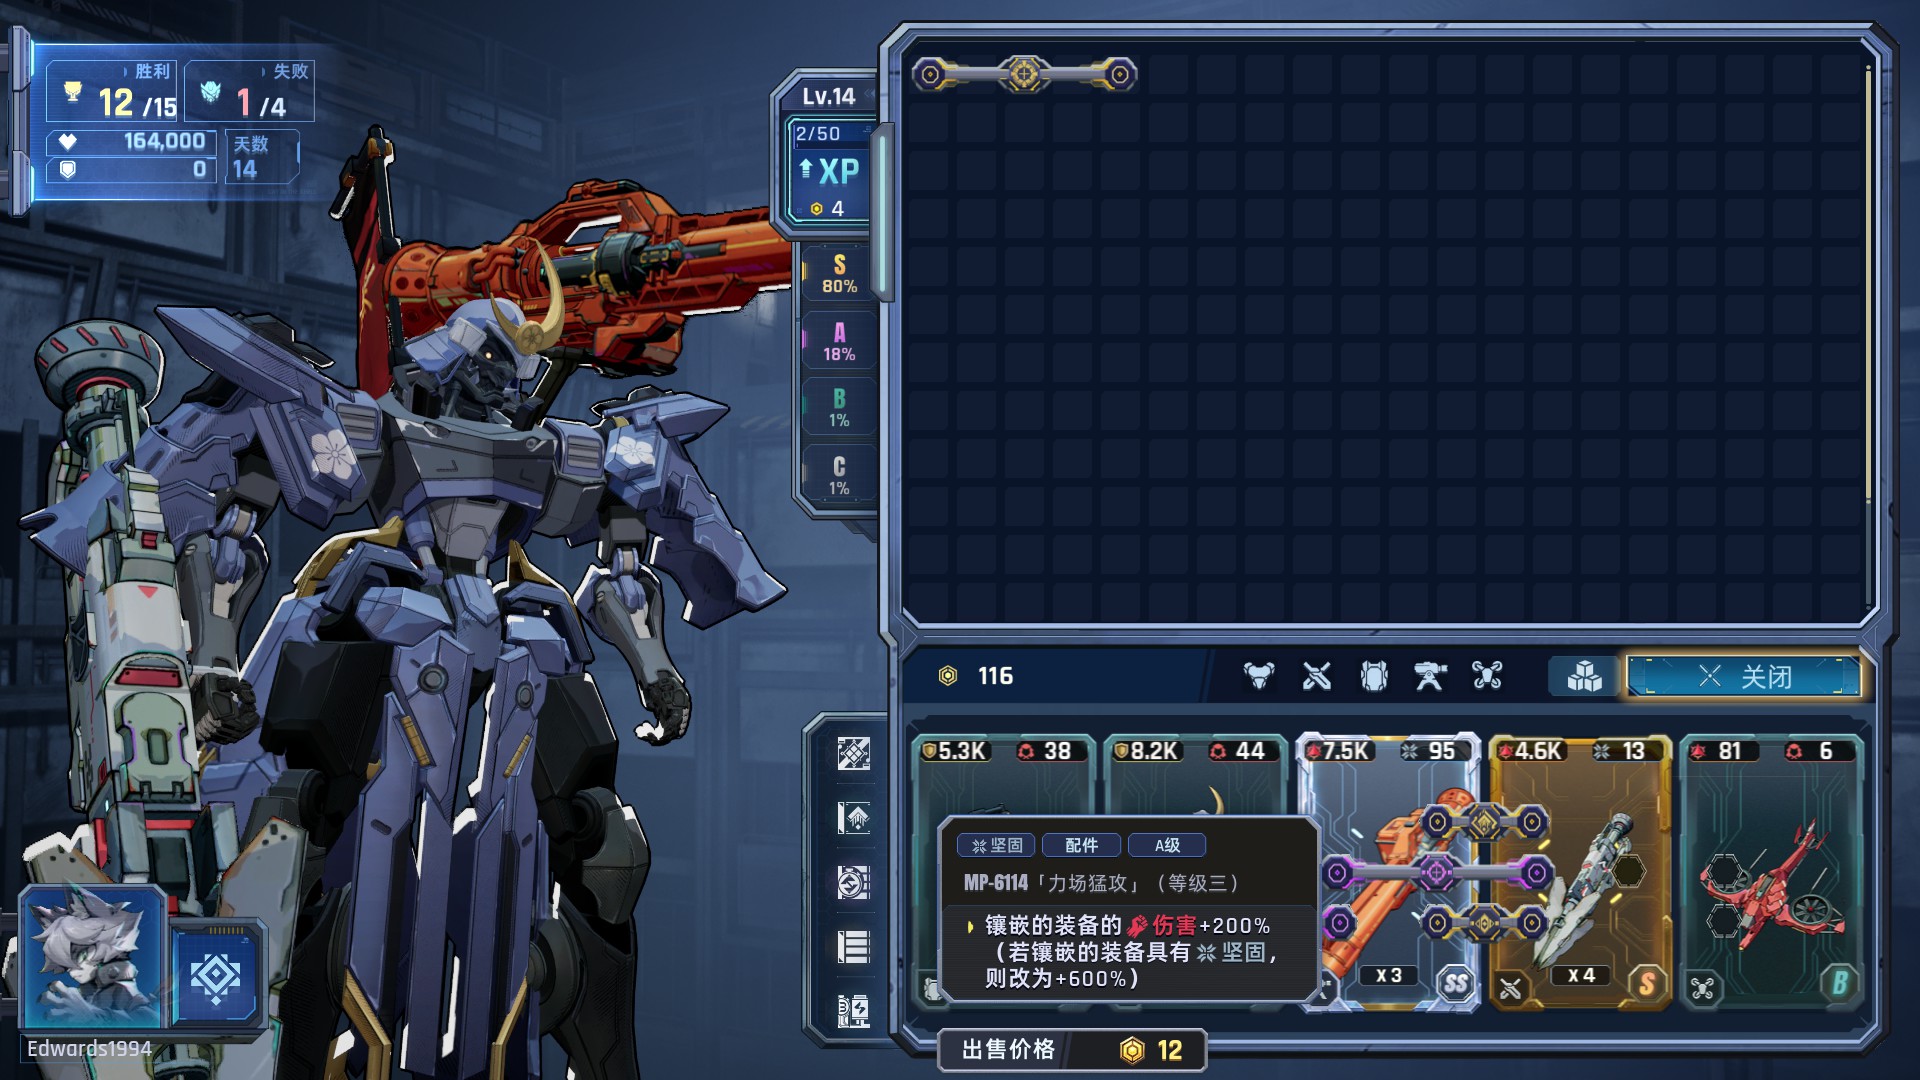 胜利
12 /15
失败
1 /4
164,000
0
天数
14
Lv.14
2/50
XP
4
S
80%
A
18%
B
1%
C
1%
116
关闭
5.3K 38
8.2K 44
7.5K 95
4.6K 13
81 6
坚固 配件 A级
MP-6114「力场猛攻」（等级三）
镶嵌的装备的伤害+200%
（若镶嵌的装备具有坚固，
则改为+600%）
x3
SS
x4
S
B
出售价格 12
Edwards1994